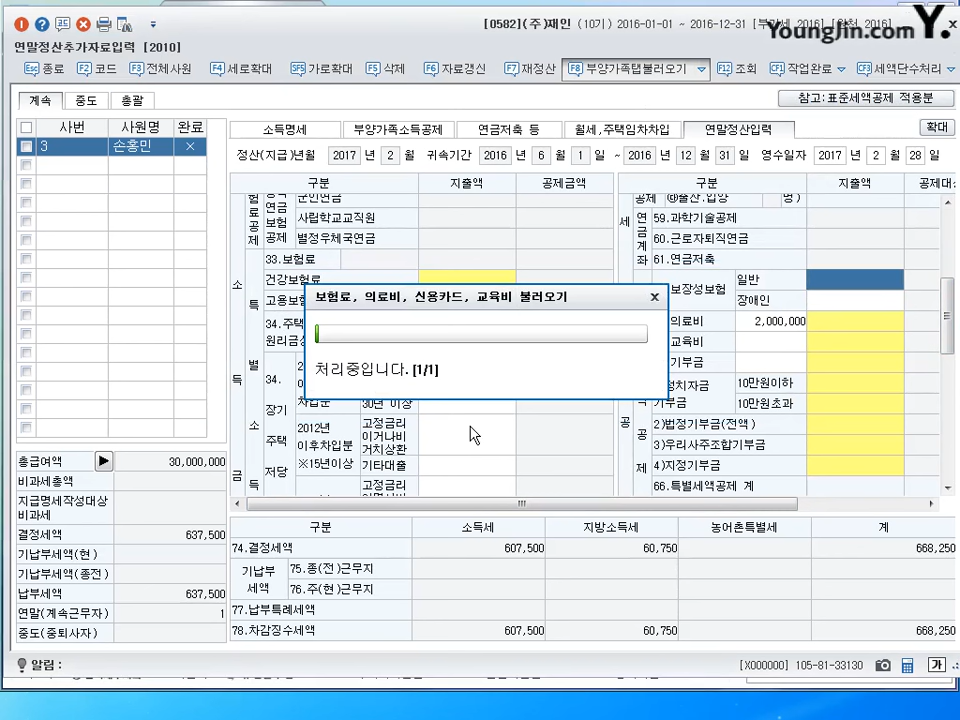 [0582](주)재인 (10기) 2016-01-01 ~ 2016-12-31 [부가세 2016] [원천 2016]
YoungJin.com Y.
연말정산추가자료입력 [2010]
Esc 종료 F2 코드 F3 전체사원 F4 세로확대 SF5 가로확대 F5 삭제 F6 자료갱신 F7 재정산 F8 부양가족탭불러오기 F12 조회 CF1 작업완료 CF3 세액단수처리
계속 중도 총괄 참고:표준세액공제 적용분
사번 사원명 완료
3 손홍민 ×
소득명세 부양가족소득공제 연금저축 등 월세,주택임차차입 연말정산입력 확대
정산(지급)년월 2017 년 2 월 귀속기간 2016 년 6 월 1 일 ~ 2016 년 12 월 31 일 영수일자 2017 년 2 월 28 일
구분 지출액 공제금액 구분 지출액
군인연금 @출산.입양 명)
사립학교교직원 59.과학기술공제
별정우체국연금 60.근로자퇴직연금
33.보험료 61.연금저축
건강보험료 보장성보험 일반
장애인
보험료, 의료비, 신용카드, 교육비 불러오기 x
처리중입니다. [1/1]
의료비 2,000,000
10만원이하
10만원초과
34.
장기
주택
저당
30년 이상
2012년
이후차입분
※15년이상
고정금리
이거나비
거치상환
기타대출
고정금리
2)법정기부금(전액)
3)우리사주조합기부금
4)지정기부금
66.특별세액공제 계
총급여액 30,000,000
비과세총액
지급명세작성대상
비과세
결정세액 637,500
기납부세액(현)
기납부세액(종전)
납부세액 637,500
연말(계속근무자) 1
중도(중퇴사자)
구분 소득세 지방소득세 농어촌특별세 계
74.결정세액 607,500 60,750 668,250
기납부
세액
75.종(전)근무지
76.주(현)근무지
77.납부특례세액
78.차감징수세액 607,500 60,750 668,250
알림 : [X000000] 105-81-33130 가